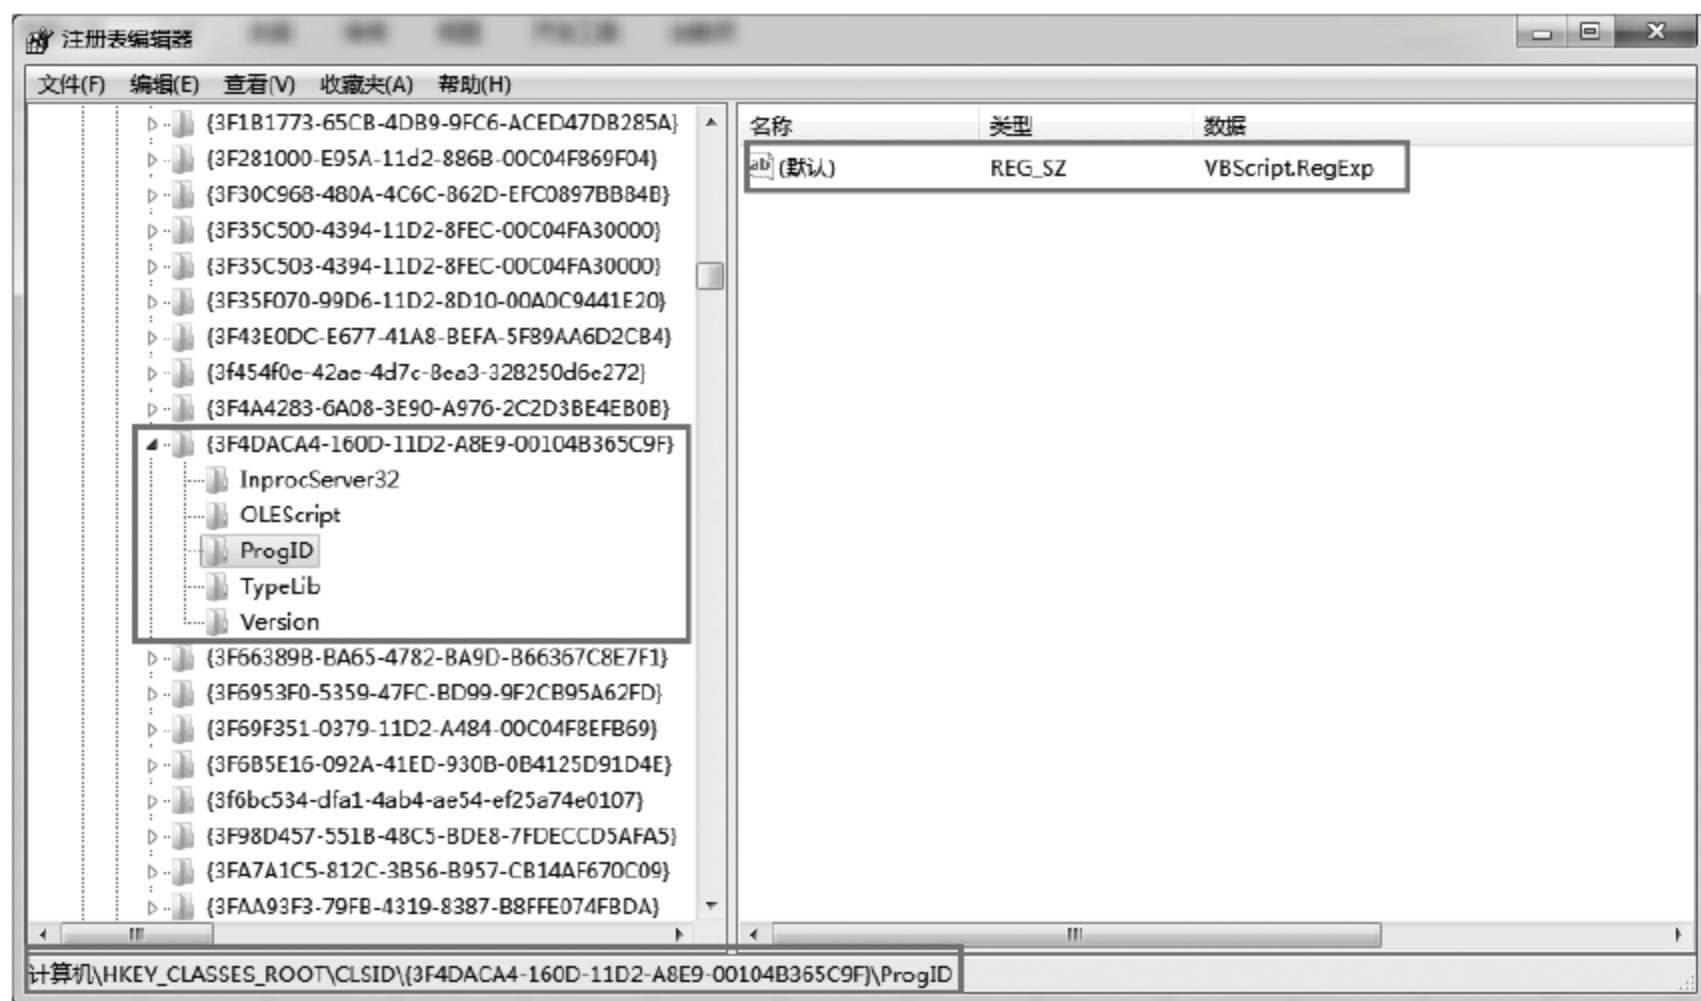 注册表编辑器
文件(F) 编辑(E) 查看(V) 收藏夹(A) 帮助(H)
{3F1B1773-65CB-4DB9-9FC6-ACED47DB285A}
{3F281000-E95A-11d2-886B-00C04F869F04}
{3F30C968-480A-4C6C-862D-EFC0897BB84B}
{3F35C500-4394-11D2-8FEC-00C04FA30000}
{3F35C503-4394-11D2-8FEC-00C04FA30000}
{3F35F070-99D6-11D2-8D10-00A0C9441E20}
{3F43E0DC-E677-41A8-BEFA-5F89AA6D2CB4}
{3f454f0e-42ae-4d7c-8ea3-328250d6e272}
{3F4A4283-6A08-3E90-A976-2C2D3BE4EB0B}
{3F4DACA4-160D-11D2-A8E9-00104B365C9F}
InprocServer32
OLEScript
ProgID
TypeLib
Version
{3F66389B-BA65-4782-BA9D-B66367C8E7F1}
{3F6953F0-5359-47FC-BD99-9F2CB95A62FD}
{3F69F351-0379-11D2-A484-00C04F8EFB69}
{3F6B5E16-092A-41ED-930B-0B4125D91D4E}
{3f6bc534-dfa1-4ab4-ae54-ef25a74e0107}
{3F98D457-551B-48C5-BDE8-7FDECCD5AFA5}
{3FA7A1C5-812C-3B56-B957-CB14AF670C09}
{3FAA93F3-79FB-4319-8387-B8FFE074FBDA}
名称 类型 数据
ab (默认) REG_SZ VBScript.RegExp
计算机\HKEY_CLASSES_ROOT\CLSID\{3F4DACA4-160D-11D2-A8E9-00104B365C9F}\ProgID